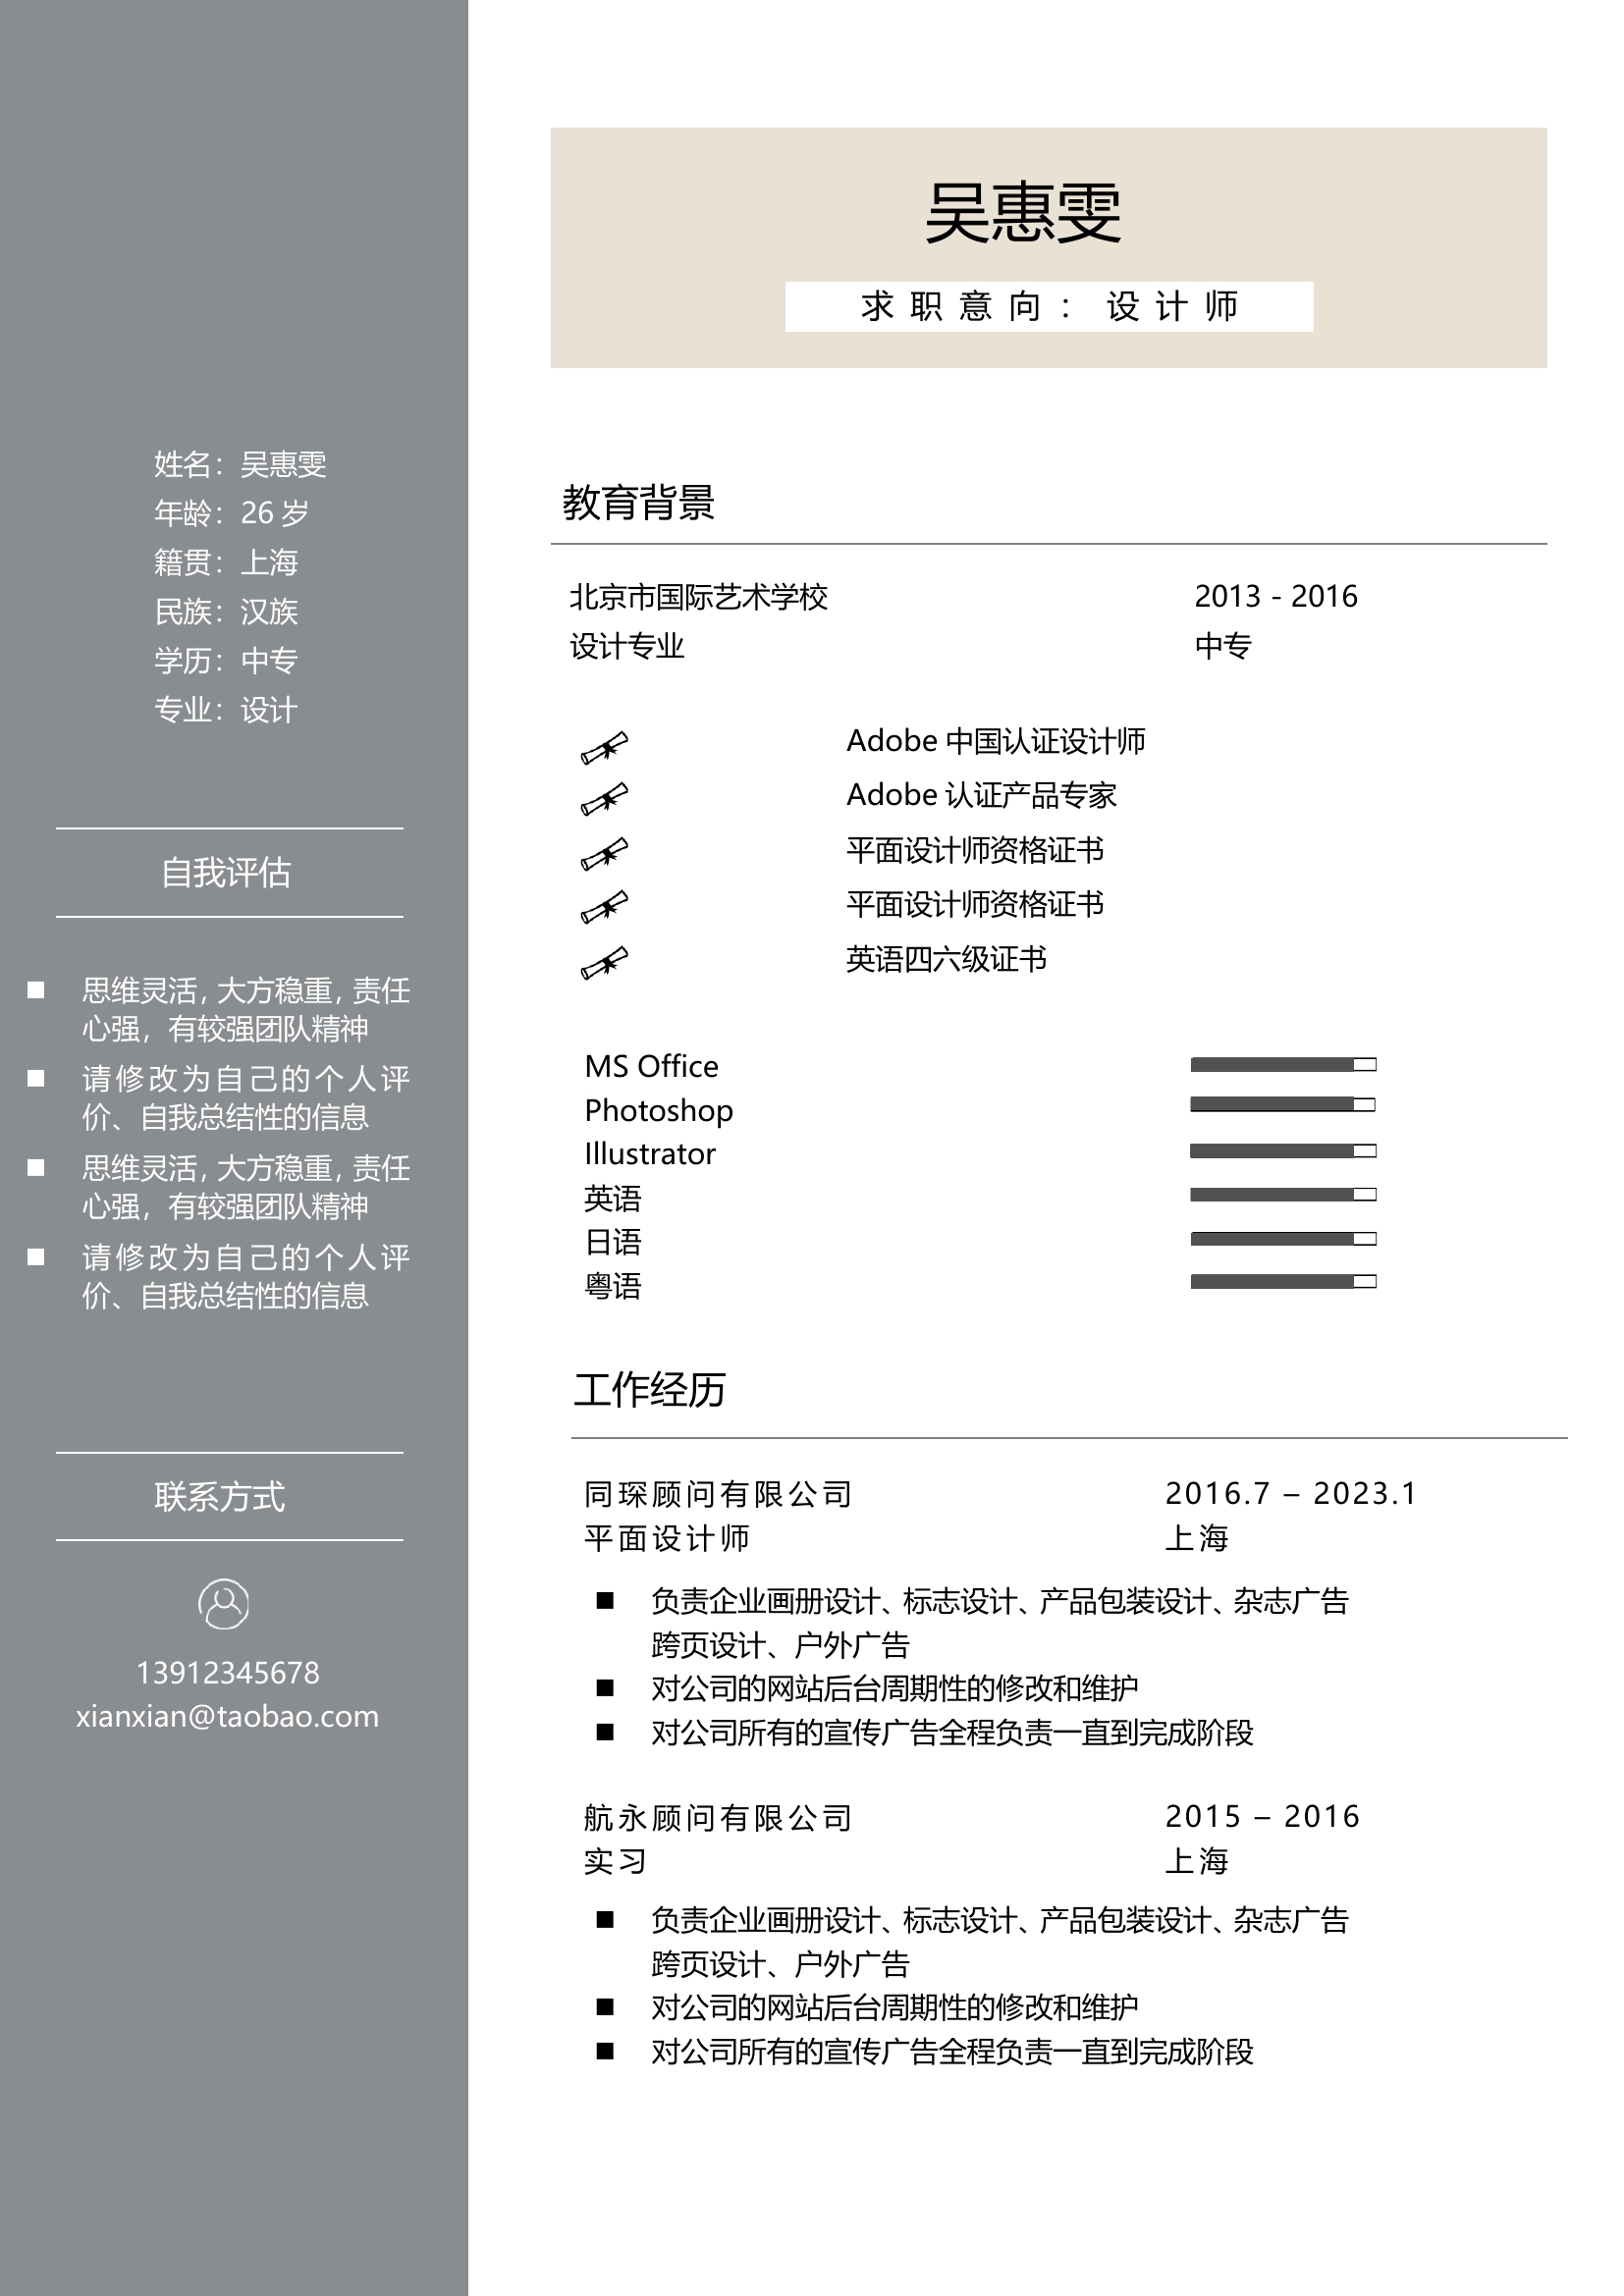 吴惠雯
求职意向：设计师
姓名：吴惠雯
年龄：26 岁
籍贯：上海
民族：汉族
学历：中专
专业：设计
自我评估
思维灵活，大方稳重，责任
心强，有较强团队精神
请修改为自己的个人评
价、自我总结性的信息
思维灵活，大方稳重，责任
心强，有较强团队精神
请修改为自己的个人评
价、自我总结性的信息
联系方式
13912345678
xianxian@taobao.com
教育背景
北京市国际艺术学校 2013 - 2016
设计专业 中专
Adobe 中国认证设计师
Adobe 认证产品专家
平面设计师资格证书
平面设计师资格证书
英语四六级证书
MS Office
Photoshop
Illustrator
英语
日语
粤语
工作经历
同琛顾问有限公司 2016.7 – 2023.1
平面设计师 上海
负责企业画册设计、标志设计、产品包装设计、杂志广告
跨页设计、户外广告
对公司的网站后台周期性的修改和维护
对公司所有的宣传广告全程负责一直到完成阶段
航永顾问有限公司 2015 – 2016
实习 上海
负责企业画册设计、标志设计、产品包装设计、杂志广告
跨页设计、户外广告
对公司的网站后台周期性的修改和维护
对公司所有的宣传广告全程负责一直到完成阶段